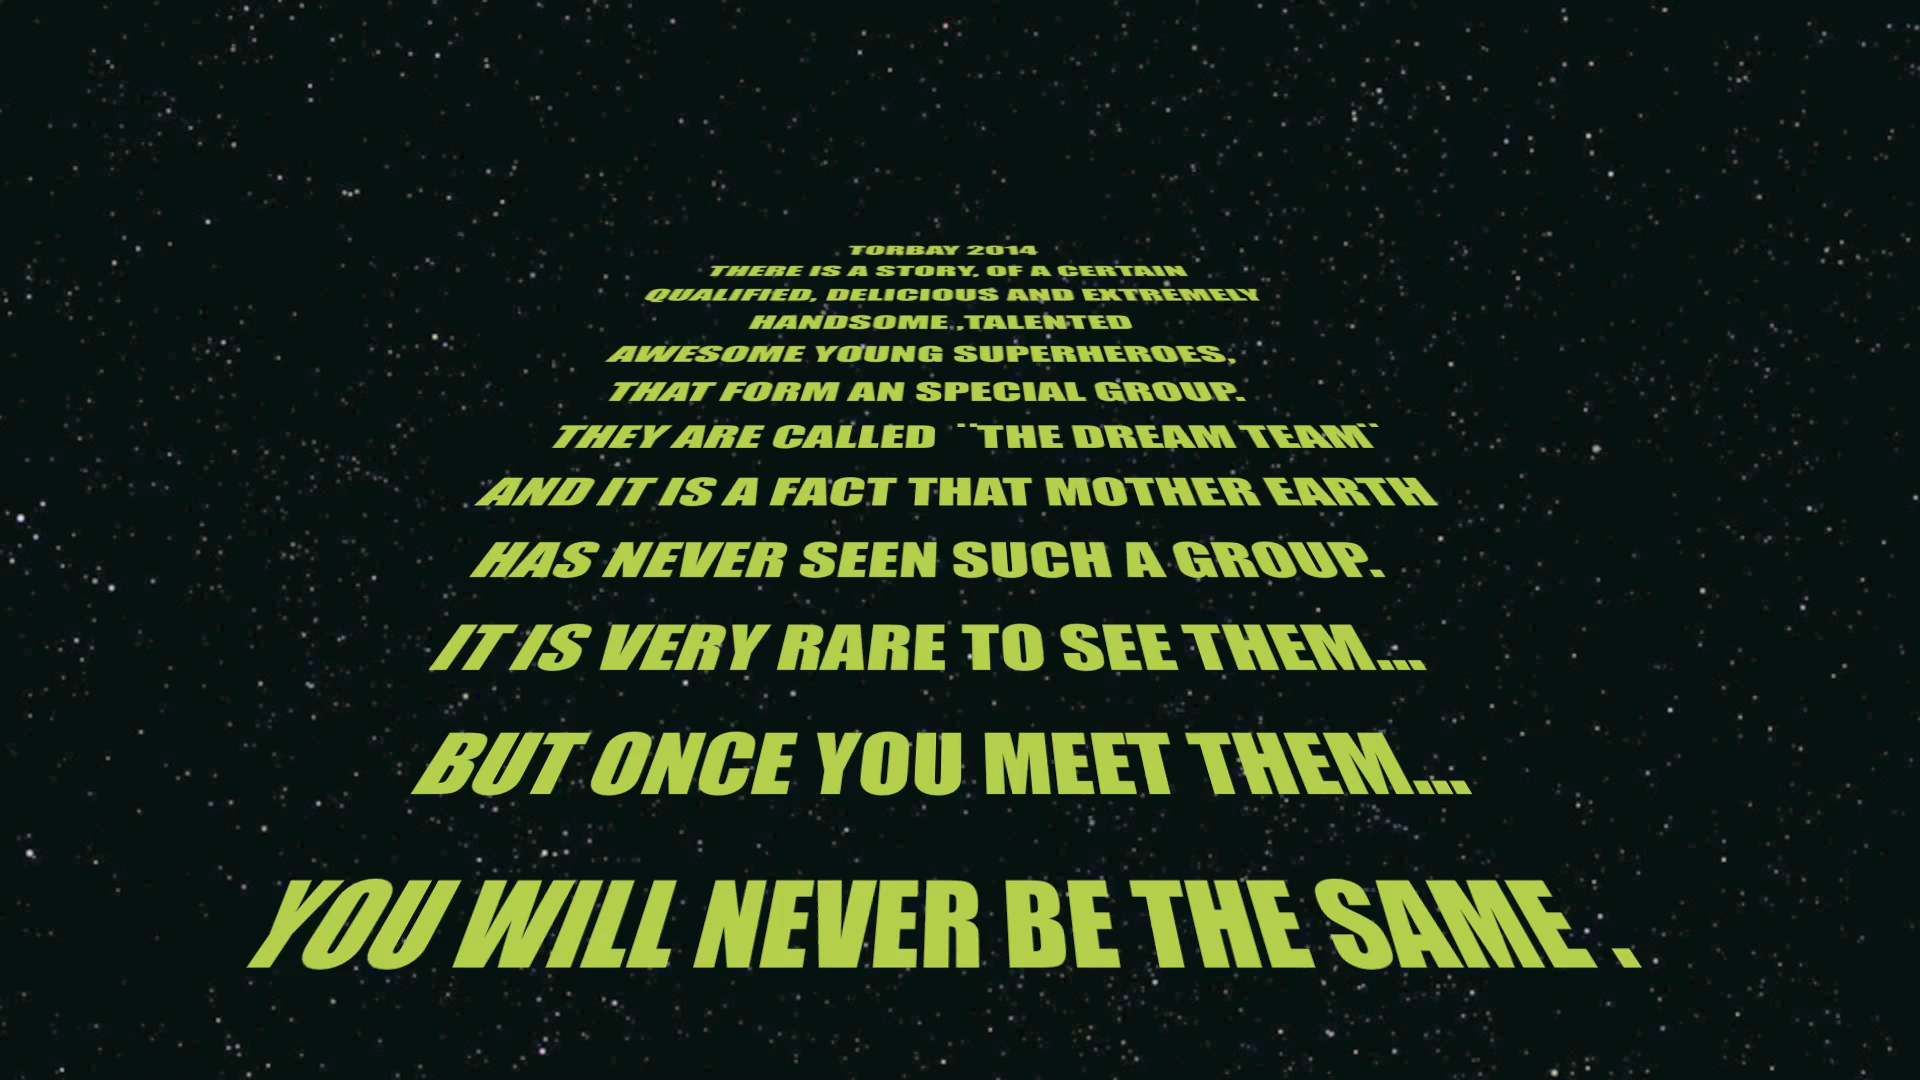 TORBAY 2014
THERE IS A STORY, OF A CERTAIN
QUALIFIED, DELICIOUS AND EXTREMELY
HANDSOME ,TALENTED
AWESOME YOUNG SUPERHEROES,
THAT FORM AN SPECIAL GROUP.
THEY ARE CALLED ¨THE DREAM TEAM¨
AND IT IS A FACT THAT MOTHER EARTH
HAS NEVER SEEN SUCH A GROUP.
IT IS VERY RARE TO SEE THEM...
BUT ONCE YOU MEET THEM...
YOU WILL NEVER BE THE SAME .